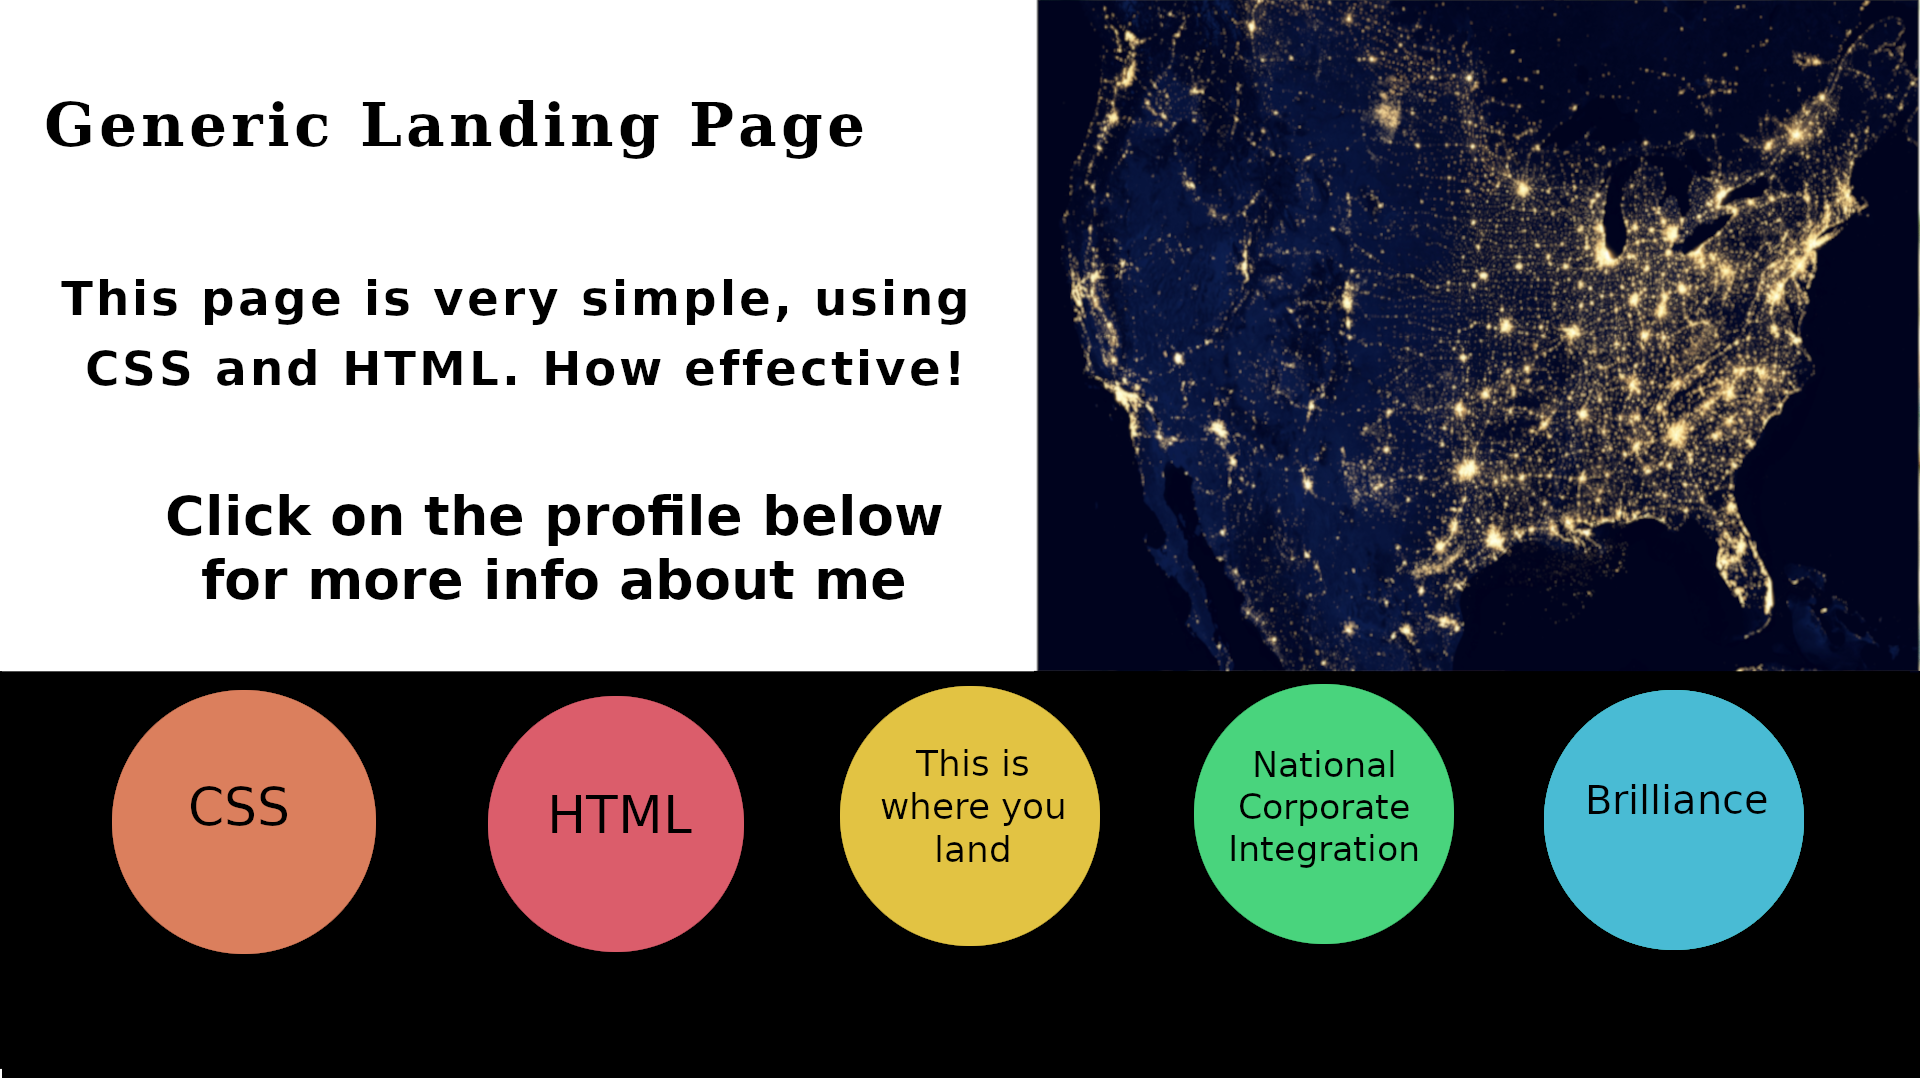 Generic Landing Page
This page is very simple, using
CSS and HTML. How effective!
Click on the profile below
for more info about me
CSS
HTML
This is
where you
land
National
Corporate
Integration
Brilliance